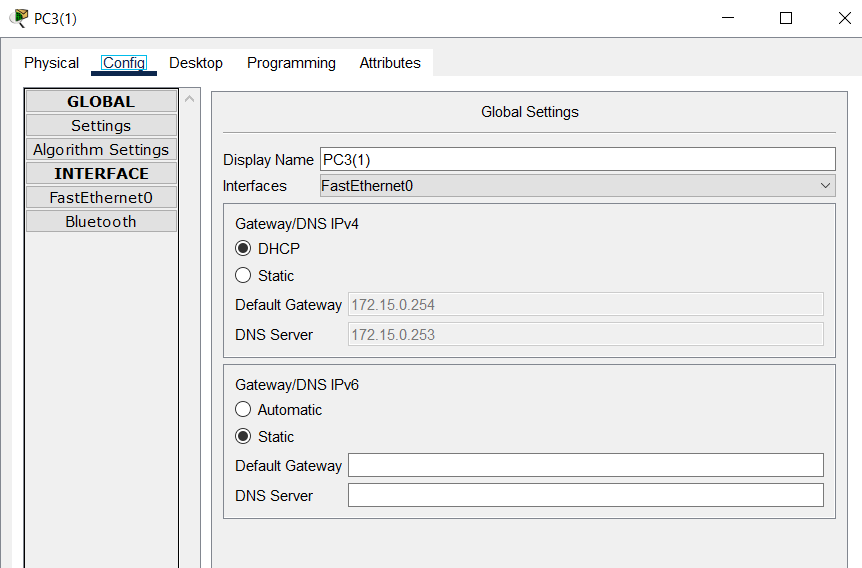 PC3(1)
Physical Config Desktop Programming Attributes
GLOBAL
Settings
Algorithm Settings
INTERFACE
FastEthernet0
Bluetooth
Global Settings
Display Name PC3(1)
Interfaces FastEthernet0
Gateway/DNS IPv4
DHCP
Static
Default Gateway 172.15.0.254
DNS Server 172.15.0.253
Gateway/DNS IPv6
Automatic
Static
Default Gateway
DNS Server